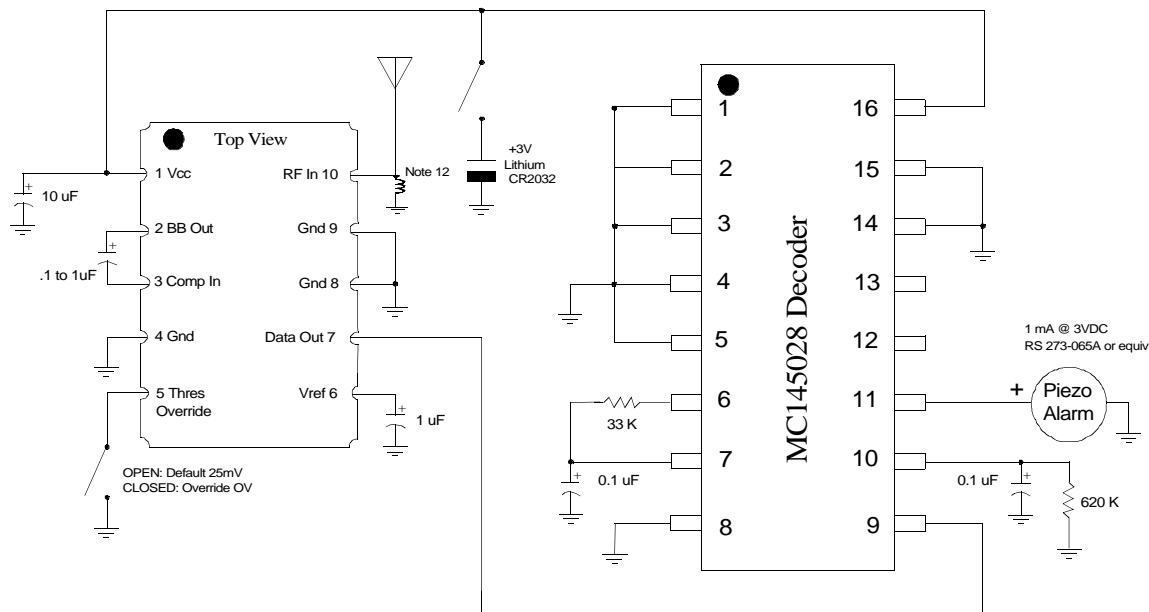 Top View
1 Vcc
RF In 10
Note 12
+
10 uF
2 BB Out
Gnd 9
+
.1 to 1uF
3 Comp In
Gnd 8
4 Gnd
Data Out 7
5 Thres
Override
Vref 6
+
1 uF
OPEN: Default 25mV
CLOSED: Override OV
+3V
Lithium
CR2032
MC145028 Decoder
1
2
3
4
5
6
7
8
16
15
14
13
12
11
10
9
33 K
+
0.1 uF
1 mA @ 3VDC
RS 273-065A or equiv
+
Piezo
Alarm
0.1 uF
+
620 K